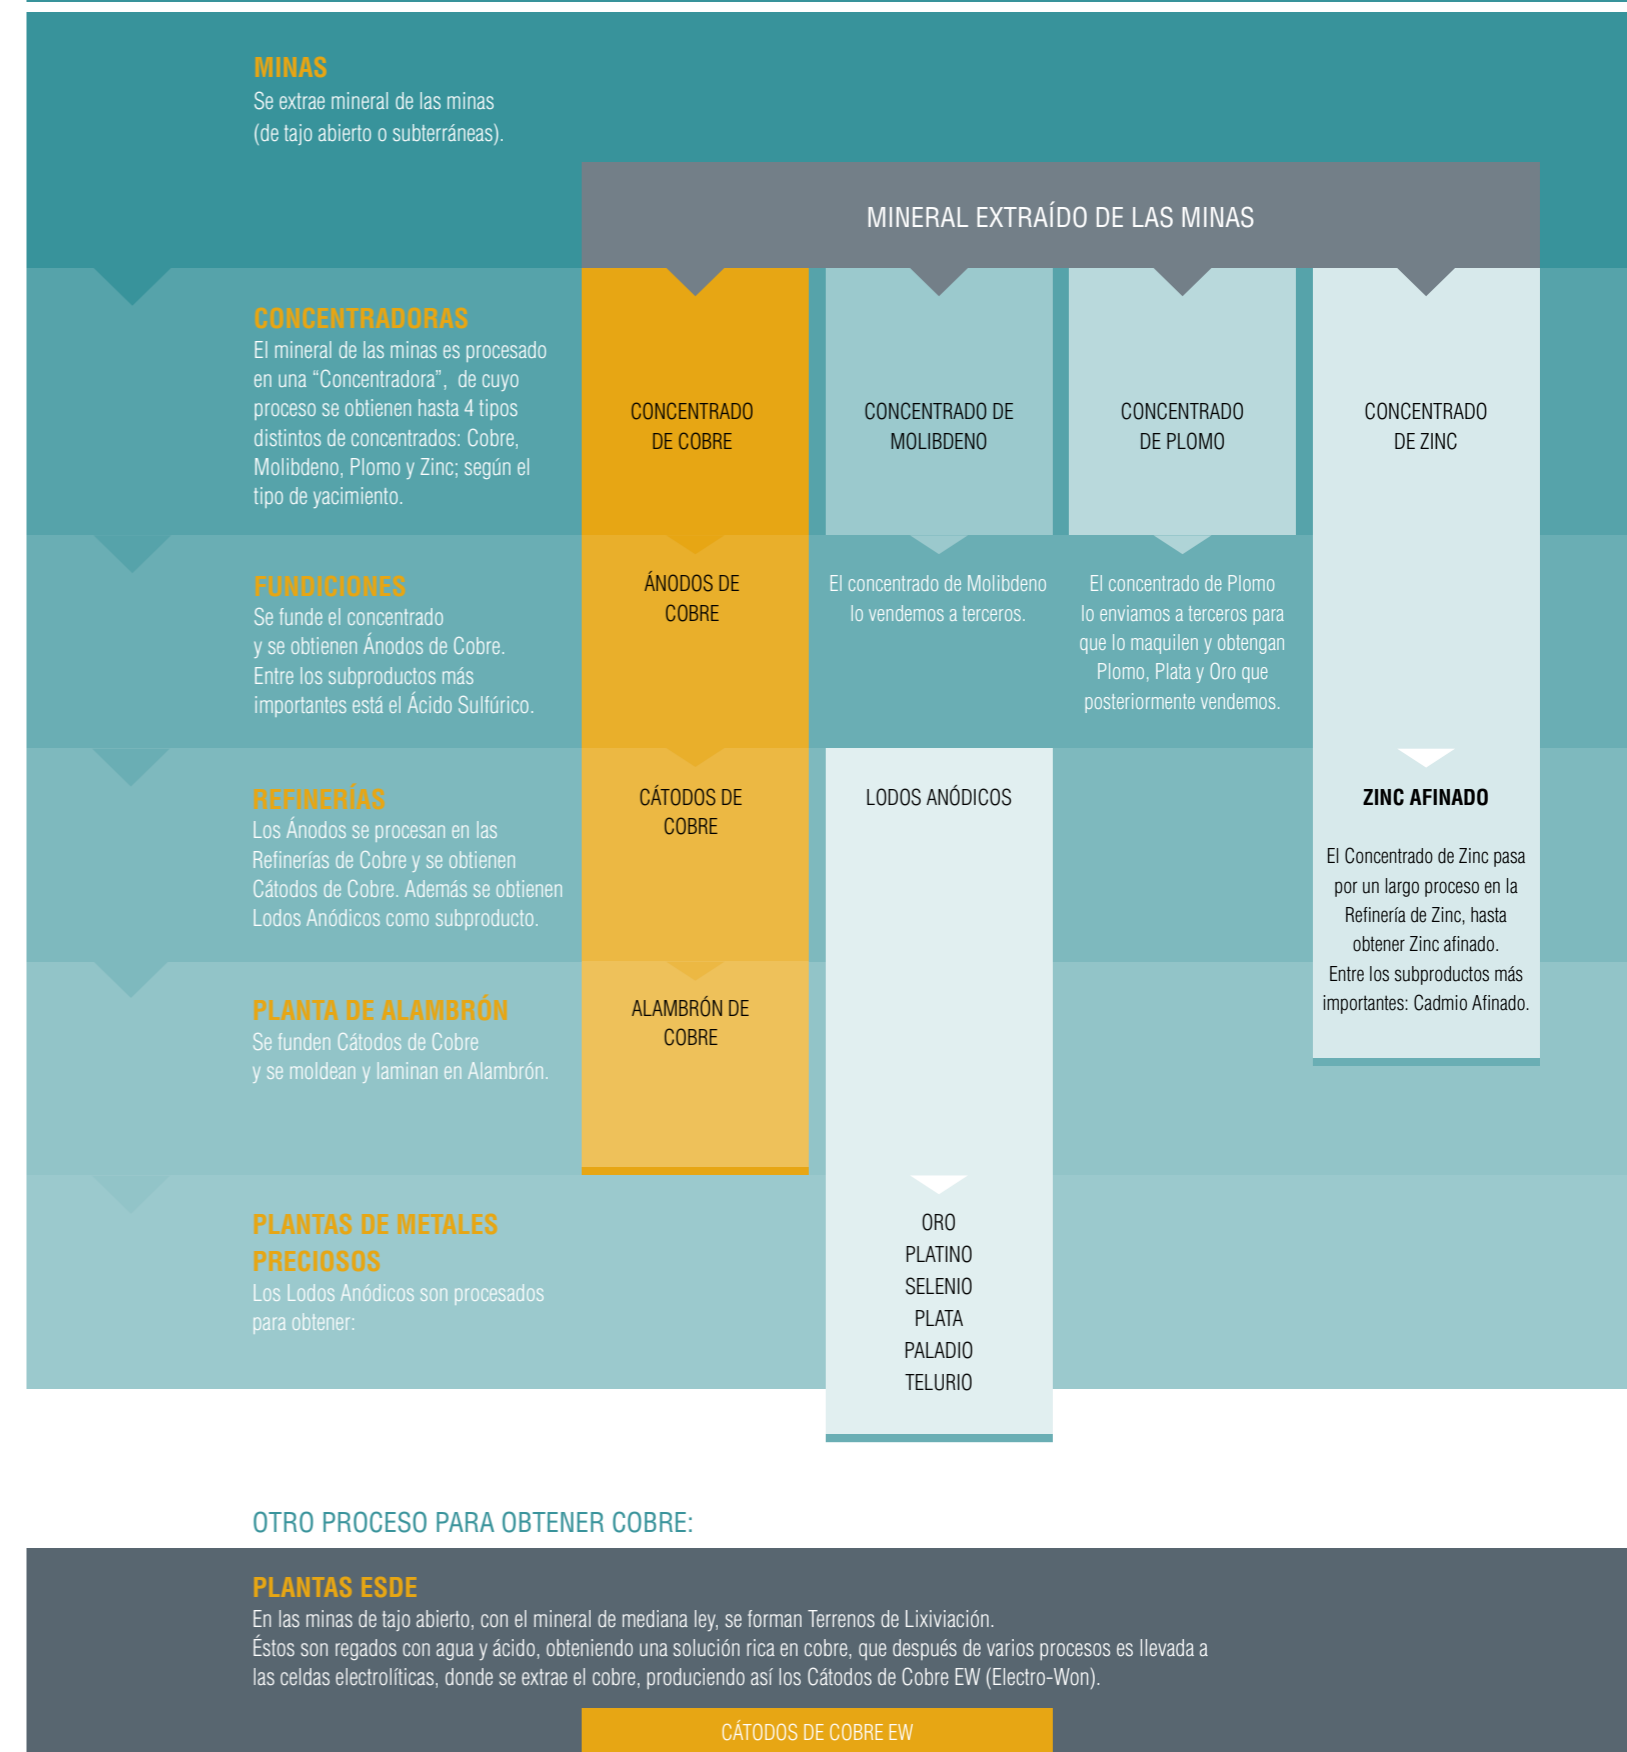 MINAS
Se extrae mineral de las minas
(de tajo abierto o subterráneas).
MINERAL EXTRAÍDO DE LAS MINAS
CONCENTRADORAS
El mineral de las minas es procesado
en una “Concentradora”, de cuyo
proceso se obtienen hasta 4 tipos
distintos de concentrados: Cobre,
Molibdeno, Plomo y Zinc; según el
tipo de yacimiento.
CONCENTRADO
DE COBRE
CONCENTRADO DE
MOLIBDENO
CONCENTRADO
DE PLOMO
CONCENTRADO
DE ZINC
FUNDICIONES
Se funde el concentrado
y se obtienen Ánodos de Cobre.
Entre los subproductos más
importantes está el Ácido Sulfúrico.
ÁNODOS DE
COBRE
El concentrado de Molibdeno
lo vendemos a terceros.
El concentrado de Plomo
lo enviamos a terceros para
que lo maquilen y obtengan
Plomo, Plata y Oro que
posteriormente vendemos.
REFINERÍAS
Los Ánodos se procesan en las
Refinerías de Cobre y se obtienen
Cátodos de Cobre. Además se obtienen
Lodos Anódicos como subproducto.
CÁTODOS DE
COBRE
LODOS ANÓDICOS
ZINC AFINADO
El Concentrado de Zinc pasa
por un largo proceso en la
Refinería de Zinc, hasta
obtener Zinc afinado.
Entre los subproductos más
importantes: Cadmio Afinado.
PLANTA DE ALAMBRÓN
Se funden Cátodos de Cobre
y se moldean y laminan en Alambrón.
ALAMBRÓN DE
COBRE
PLANTAS DE METALES
PRECIOSOS
Los Lodos Anódicos son procesados
para obtener:
ORO
PLATINO
SELENIO
PLATA
PALADIO
TELURIO
OTRO PROCESO PARA OBTENER COBRE:
PLANTAS ESDE
En las minas de tajo abierto, con el mineral de mediana ley, se forman Terrenos de Lixiviación.
Éstos son regados con agua y ácido, obteniendo una solución rica en cobre, que después de varios procesos es llevada a
las celdas electrolíticas, donde se extrae el cobre, produciendo así los Cátodos de Cobre EW (Electro-Won).
CÁTODOS DE COBRE EW